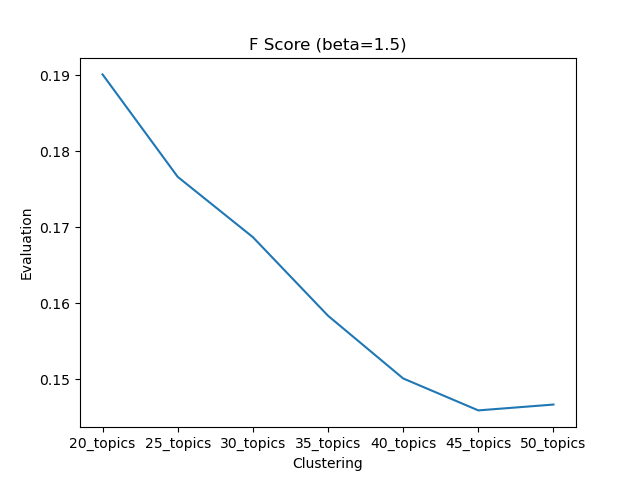 F Score (beta=1.5)
0.19
0.18
0.17
0.16
0.15
Evaluation
20_topics 25_topics 30_topics 35_topics 40_topics 45_topics 50_topics
Clustering